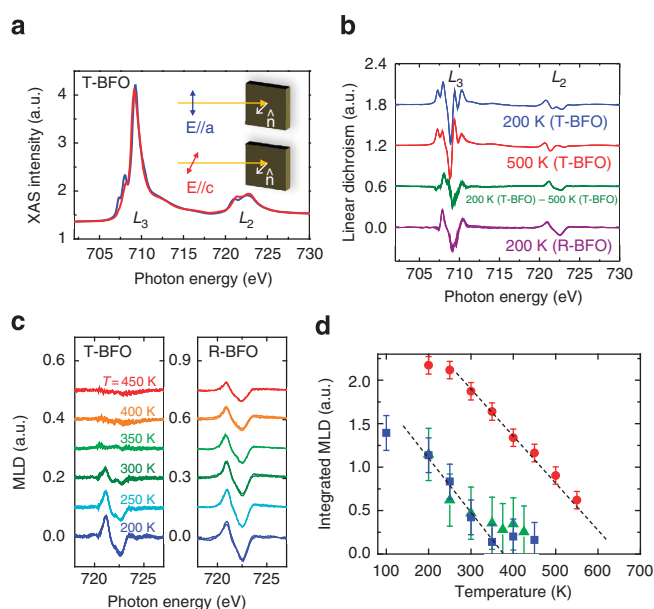 a
T-BFO
E//a
n̂
E//c
n̂
L3
L2
XAS intensity (a.u.)
4
3
2
1
705 710 715 720 725 730
Photon energy (eV)
b
L3
L2
200 K (T-BFO)
500 K (T-BFO)
200 K (T-BFO) – 500 K (T-BFO)
200 K (R-BFO)
Linear dichroism (a.u.)
2.4
1.8
1.2
0.6
0.0
705 710 715 720 725 730
Photon energy (eV)
c
T-BFO
R-BFO
T = 450 K
400 K
350 K
300 K
250 K
200 K
MLD (a.u.)
0.6
0.4
0.2
0.0
0.9
0.6
0.3
0.0
720 725
720 725
Photon energy (eV)
d
Integrated MLD (a.u.)
2.0
1.5
1.0
0.5
0.0
100 200 300 400 500 600 700
Temperature (K)